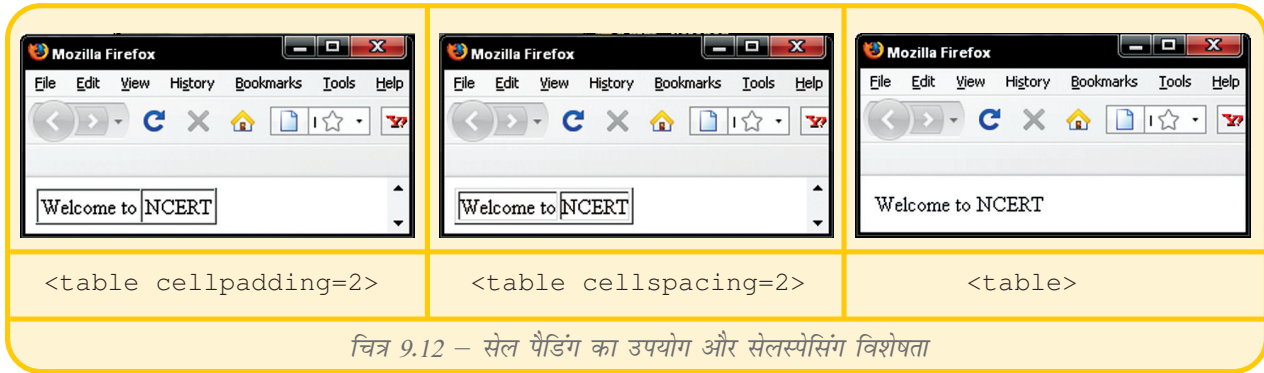 Mozilla Firefox
File Edit View History Bookmarks Tools Help
Welcome to NCERT
<table cellpadding=2>
Mozilla Firefox
File Edit View History Bookmarks Tools Help
Welcome to NCERT
<table cellspacing=2>
Mozilla Firefox
File Edit View History Bookmarks Tools Help
Welcome to NCERT
<table>
चित्र 9.12 – सेल पैडिंग का उपयोग और सेलस्पेसिंग विशेषता